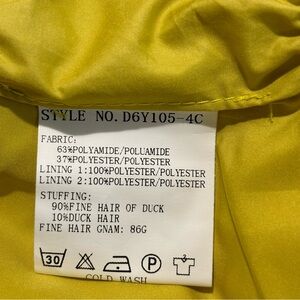 STYLE NO. D6Y105-4C
FABRIC:
63%POLYAMIDE/POLUAMIDE
37%POLYESTER/POLYESTER
LINING 1:100%POLYESTER/POLYESTER
LINING 2:100%POLYESTER/POLYESTER
STUFFING:
90%FINE HAIR OF DUCK
10%DUCK HAIR
FINE HAIR GNAM: 86G
30 P
COLD WASH